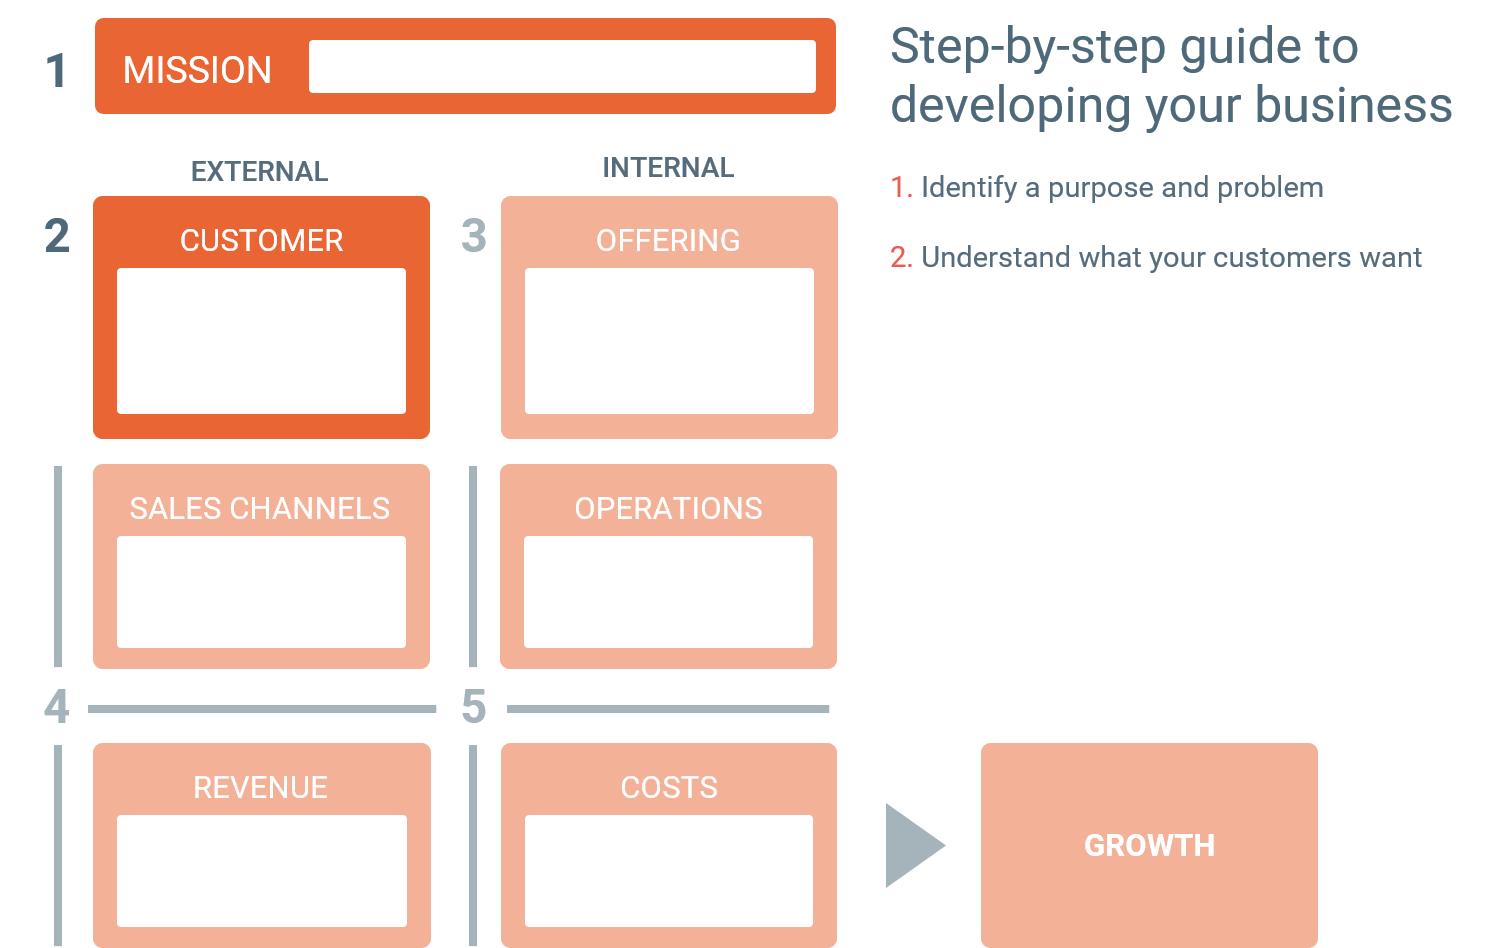 1
MISSION
EXTERNAL
INTERNAL
2
CUSTOMER
3
OFFERING
SALES CHANNELS
OPERATIONS
4
5
REVENUE
COSTS
GROWTH
Step-by-step guide to
developing your business
1. Identify a purpose and problem
2. Understand what your customers want